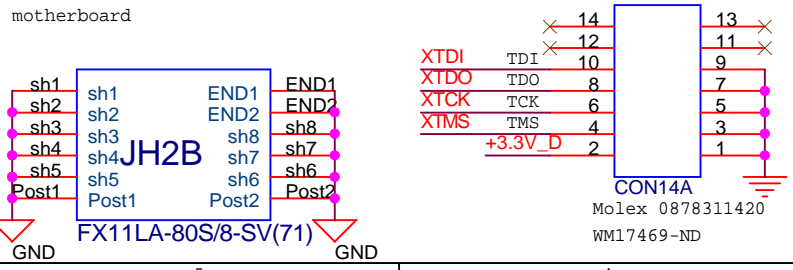 motherboard
sh1 sh1 END1 END1
sh2 sh2 END2 END2
sh3 sh3 sh8 sh8
sh4 sh4 JH2B sh7 sh7
sh5 sh5 sh6 sh6
Post1 Post1 Post2 Post2
FX11LA-80S/8-SV(71)
GND GND
14 13
12 11
XTDI TDI 10 9
XTDO TDO 8 7
XTCK TCK 6 5
XTMS TMS 4 3
+3.3V_D 2 1
CON14A
Molex 0878311420
WM17469-ND